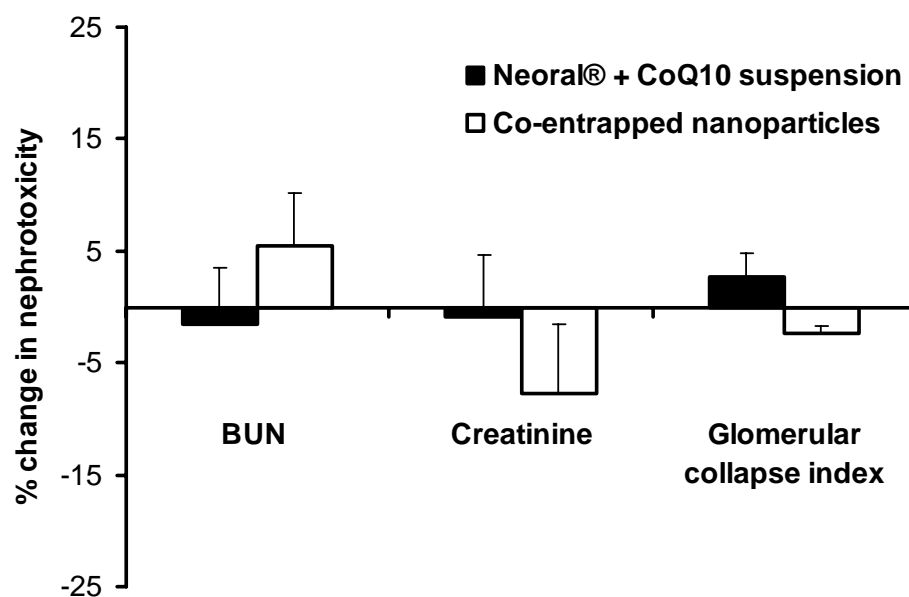 25
Neoral® + CoQ10 suspension
15
Co-entrapped nanoparticles
% change in nephrotoxicity
5
-5
BUN
Creatinine
Glomerular
collapse index
-15
-25